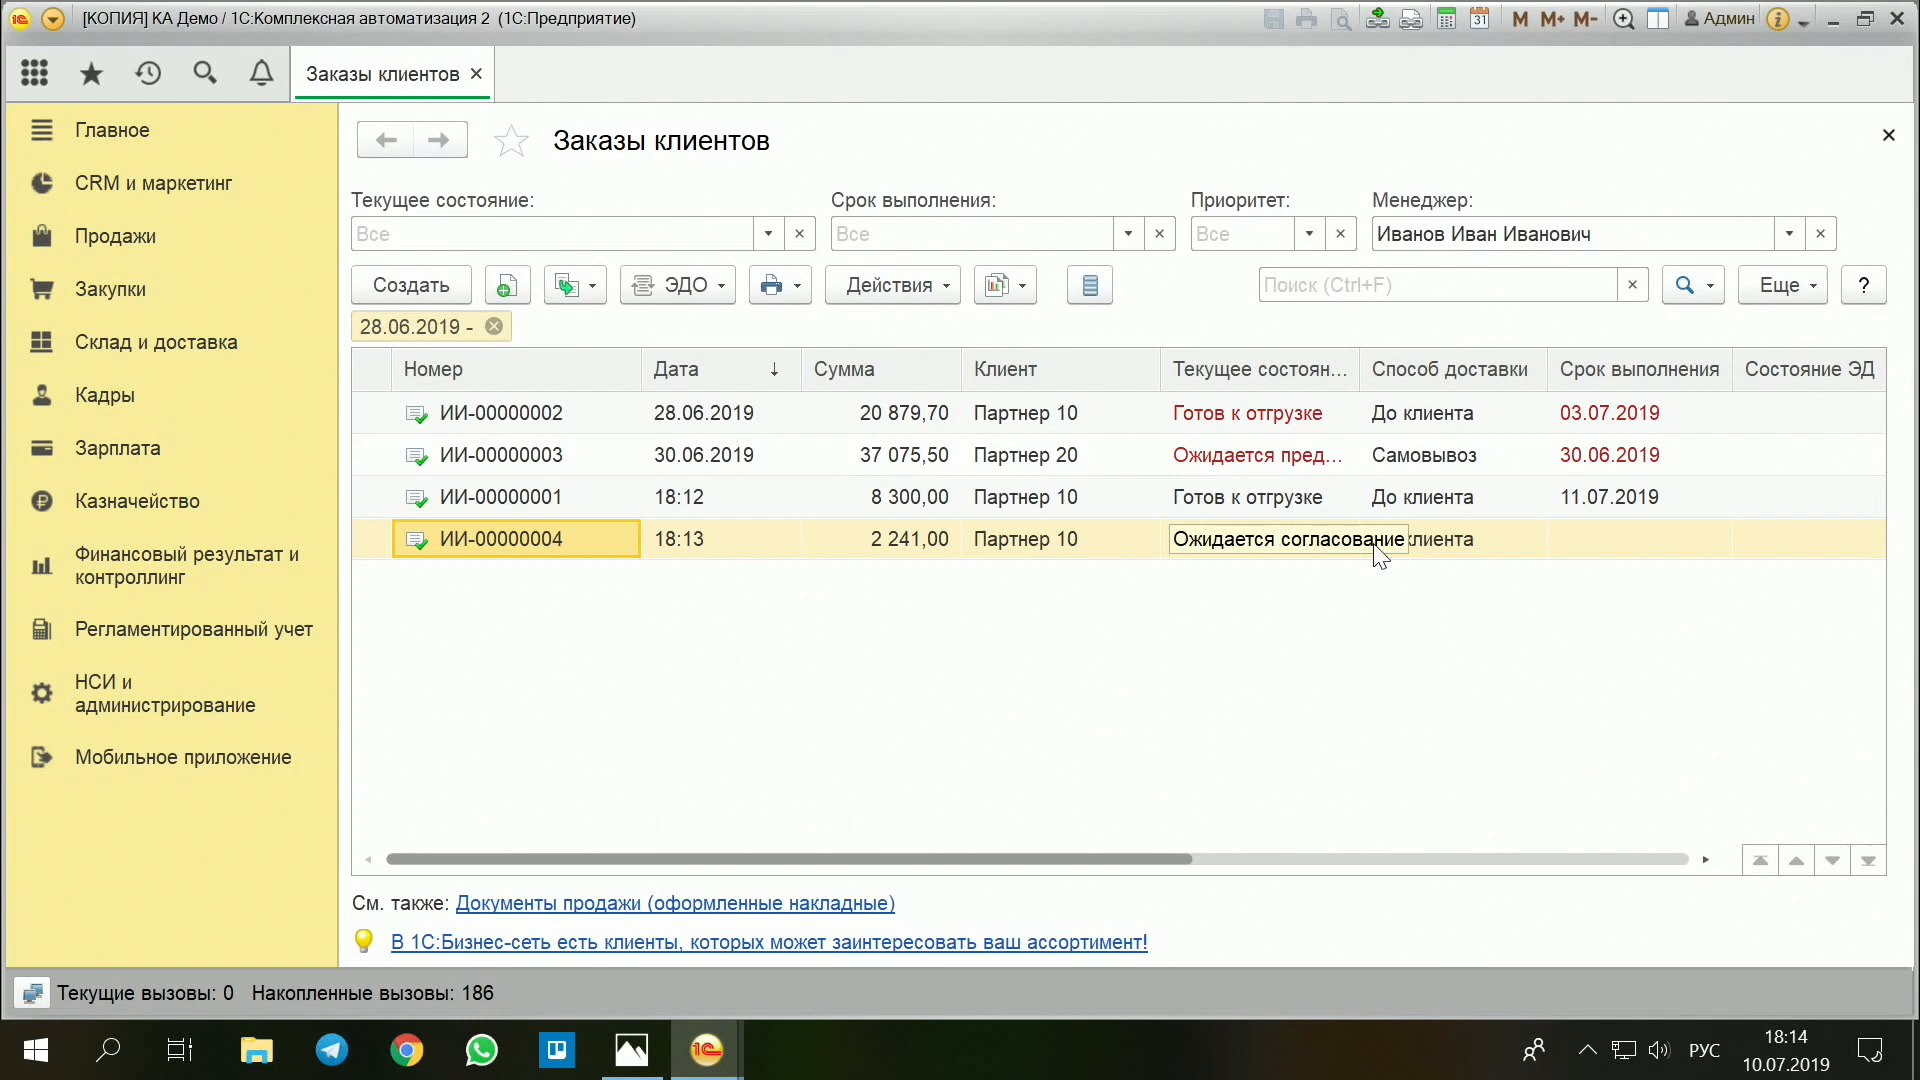 [КОПИЯ] КА Демо / 1С:Комплексная автоматизация 2 (1С:Предприятие)
31 M M+ M- Админ
Заказы клиентов
Главное
CRM и маркетинг
Продажи
Закупки
Склад и доставка
Кадры
Зарплата
Казначейство
Финансовый результат и
контроллинг
Регламентированный учет
НСИ и
администрирование
Мобильное приложение
Заказы клиентов
Текущее состояние: Срок выполнения: Приоритет: Менеджер:
Все Все Все Иванов Иван Иванович
Создать ЭДО Действия Поиск (Ctrl+F) Еще ?
28.06.2019 -
Номер Дата ↓ Сумма Клиент Текущее состоян... Способ доставки Срок выполнения Состояние ЭД
ИИ-00000002 28.06.2019 20 879,70 Партнер 10 Готов к отгрузке До клиента 03.07.2019
ИИ-00000003 30.06.2019 37 075,50 Партнер 20 Ожидается пред... Самовывоз 30.06.2019
ИИ-00000001 18:12 8 300,00 Партнер 10 Готов к отгрузке До клиента 11.07.2019
ИИ-00000004 18:13 2 241,00 Партнер 10 Ожидается согласование клиента
См. также: Документы продажи (оформленные накладные)
В 1С:Бизнес-сеть есть клиенты, которых может заинтересовать ваш ассортимент!
Текущие вызовы: 0 Накопленные вызовы: 186
РУС
18:14
10.07.2019